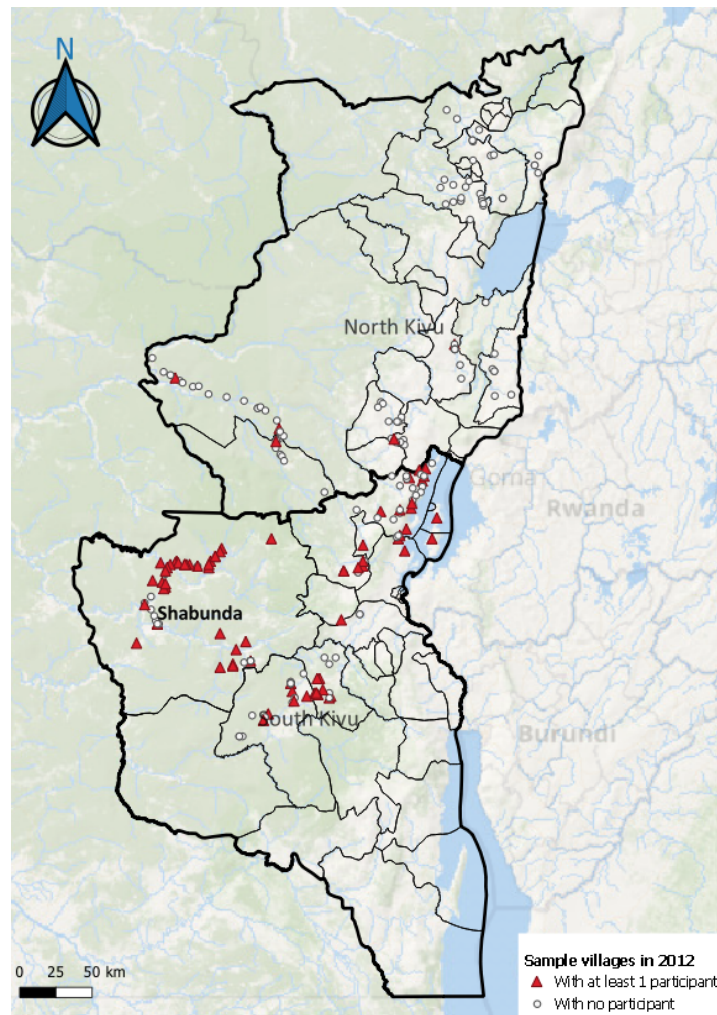 N
North Kivu
Goma
Rwanda
Shabunda
South Kivu
Burundi
0 25 50 km
Sample villages in 2012
With at least 1 participant
With no participant